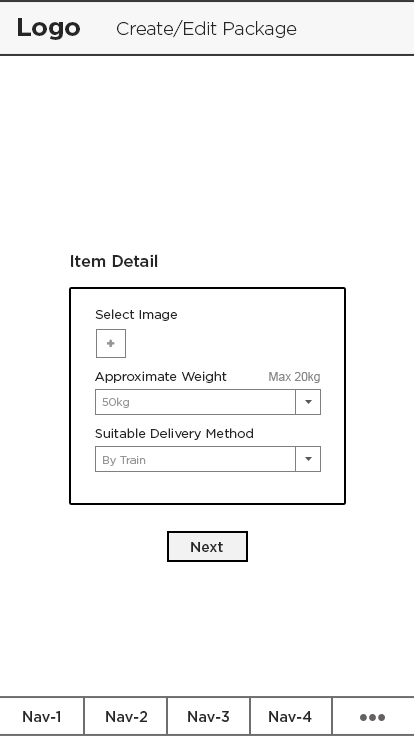 Logo Create/Edit Package
Item Detail
Select Image
Approximate Weight Max 20kg
50kg
Suitable Delivery Method
By Train
Next
Nav-1 Nav-2 Nav-3 Nav-4